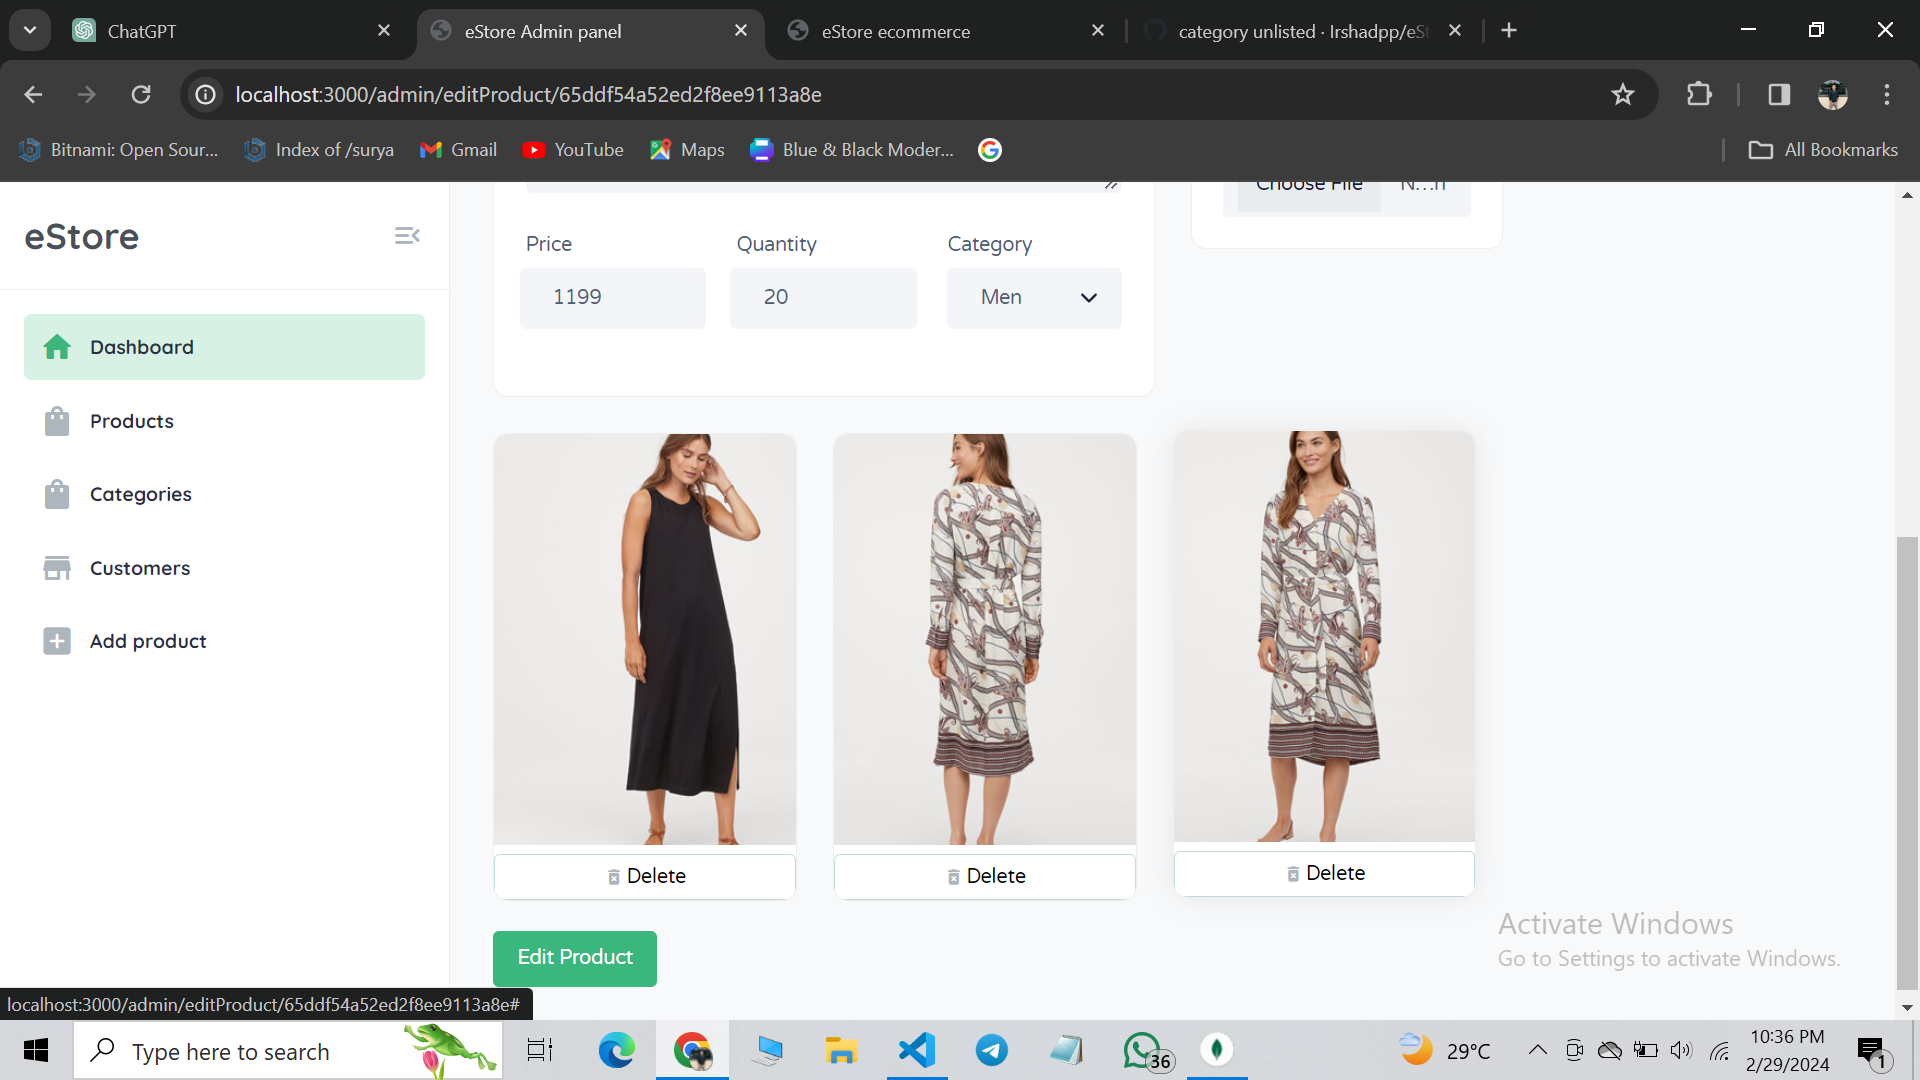 ChatGPT
eStore Admin panel
eStore ecommerce
category unlisted · Irshadpp/eSt
localhost:3000/admin/editProduct/65ddf54a52ed2f8ee9113a8e
Bitnami: Open Sour...
Index of /surya
Gmail
YouTube
Maps
Blue & Black Moder...
All Bookmarks
eStore
Choose File
N...n
Price
Quantity
Category
1199
20
Men
Dashboard
Products
Categories
Customers
Add product
Delete
Delete
Delete
Edit Product
Activate Windows
Go to Settings to activate Windows.
localhost:3000/admin/editProduct/65ddf54a52ed2f8ee9113a8e#
Type here to search
36
29°C
10:36 PM
2/29/2024
1